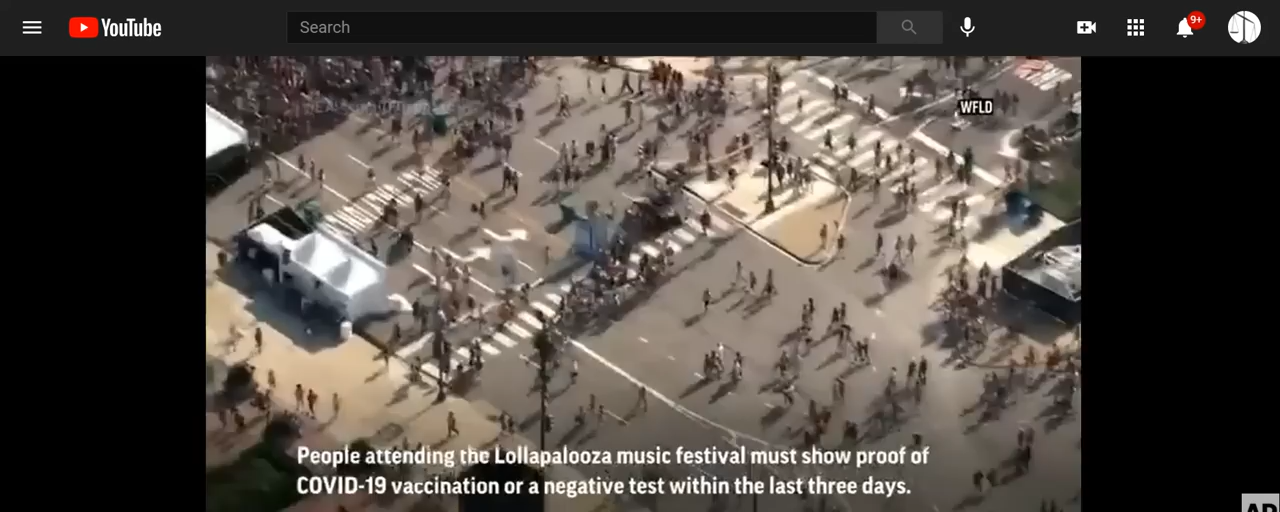 YouTube
Search
9+
WFLD
People attending the Lollapalooza music festival must show proof of
COVID-19 vaccination or a negative test within the last three days.
AP